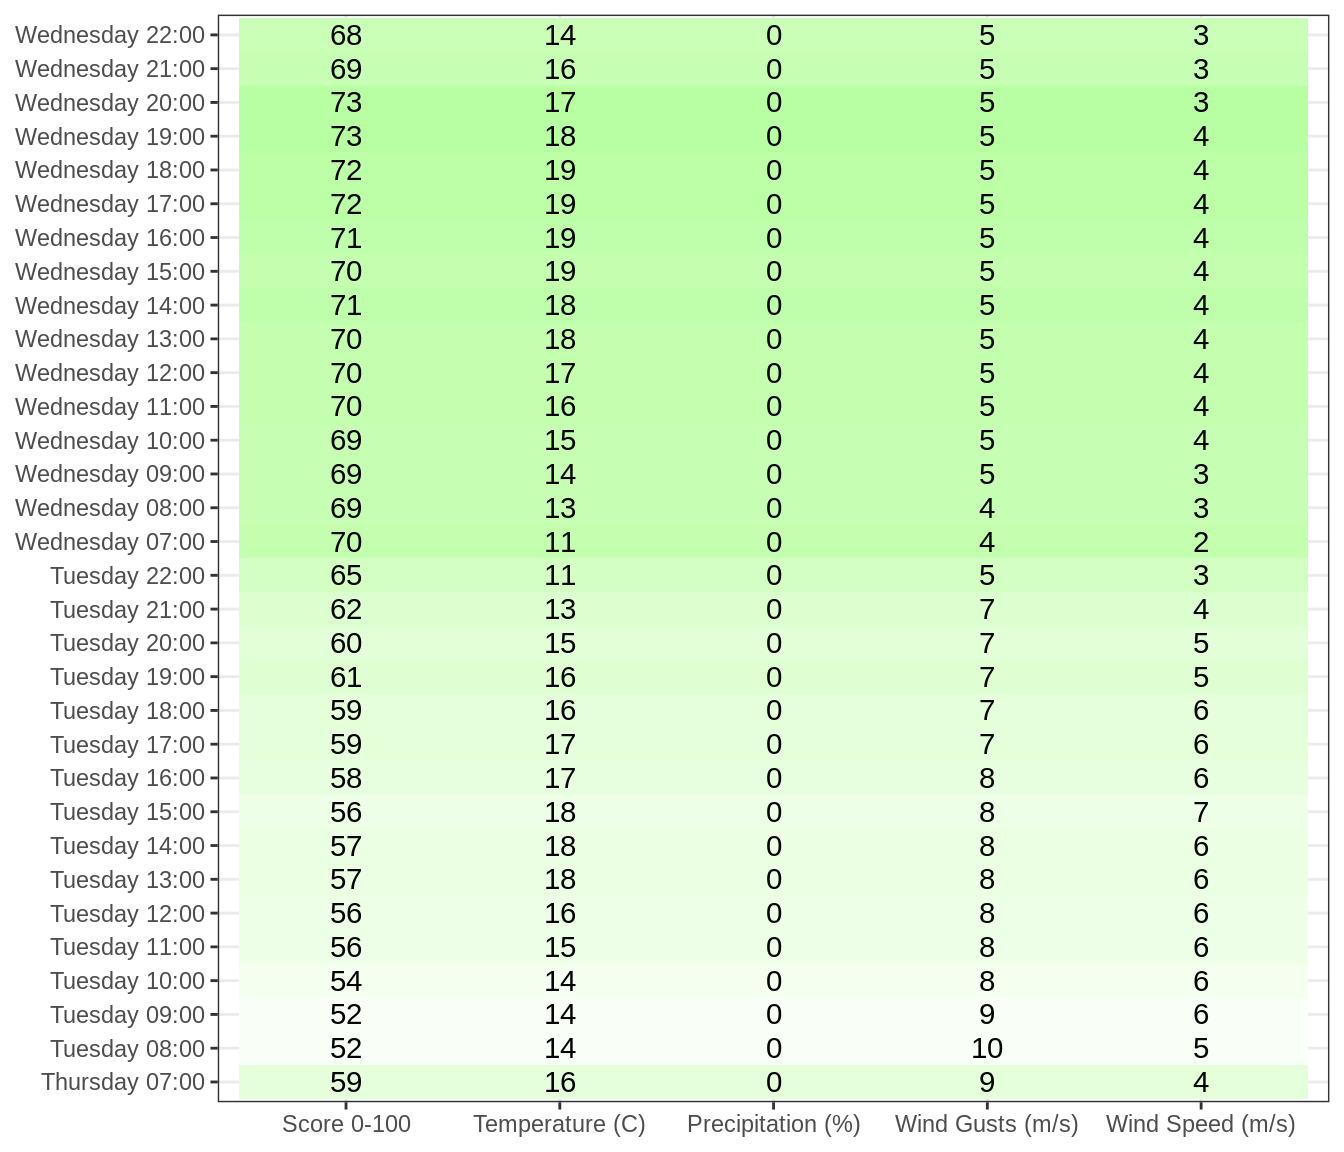 Wednesday 22:00 68 14 0 5 3
Wednesday 21:00 69 16 0 5 3
Wednesday 20:00 73 17 0 5 3
Wednesday 19:00 73 18 0 5 4
Wednesday 18:00 72 19 0 5 4
Wednesday 17:00 72 19 0 5 4
Wednesday 16:00 71 19 0 5 4
Wednesday 15:00 70 19 0 5 4
Wednesday 14:00 71 18 0 5 4
Wednesday 13:00 70 18 0 5 4
Wednesday 12:00 70 17 0 5 4
Wednesday 11:00 70 16 0 5 4
Wednesday 10:00 69 15 0 5 4
Wednesday 09:00 69 14 0 5 3
Wednesday 08:00 69 13 0 4 3
Wednesday 07:00 70 11 0 4 2
Tuesday 22:00 65 11 0 5 3
Tuesday 21:00 62 13 0 7 4
Tuesday 20:00 60 15 0 7 5
Tuesday 19:00 61 16 0 7 5
Tuesday 18:00 59 16 0 7 6
Tuesday 17:00 59 17 0 7 6
Tuesday 16:00 58 17 0 8 6
Tuesday 15:00 56 18 0 8 7
Tuesday 14:00 57 18 0 8 6
Tuesday 13:00 57 18 0 8 6
Tuesday 12:00 56 16 0 8 6
Tuesday 11:00 56 15 0 8 6
Tuesday 10:00 54 14 0 8 6
Tuesday 09:00 52 14 0 9 6
Tuesday 08:00 52 14 0 10 5
Thursday 07:00 59 16 0 9 4
Score 0-100 Temperature (C) Precipitation (%) Wind Gusts (m/s) Wind Speed (m/s)